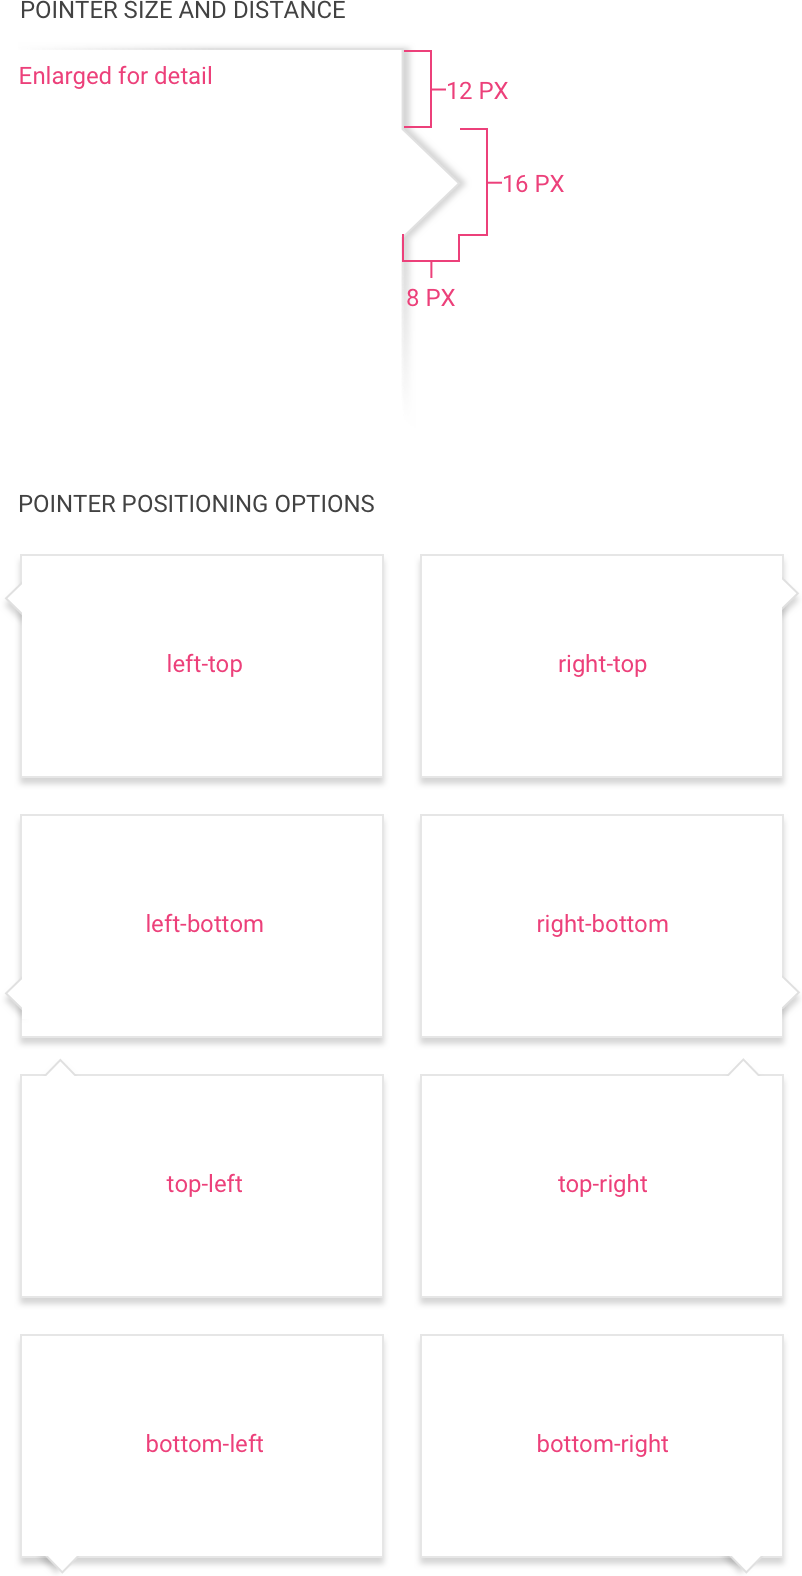 POINTER SIZE AND DISTANCE
Enlarged for detail
12 PX
16 PX
8 PX
POINTER POSITIONING OPTIONS
left-top
right-top
left-bottom
right-bottom
top-left
top-right
bottom-left
bottom-right